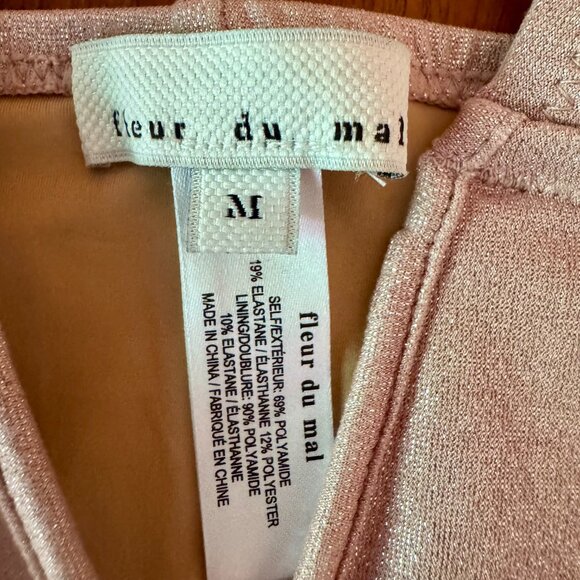 fleur du mal
M
fleur du mal
SELF/EXTÉRIEUR: 69% POLYAMIDE
19% ELASTANE / ÉLASTHANNE 12% POLYESTER
LINING/DOUBLURE: 90% POLYAMIDE
10% ELASTANE / ÉLASTHANNE
MADE IN CHINA / FABRIQUÉ EN CHINE